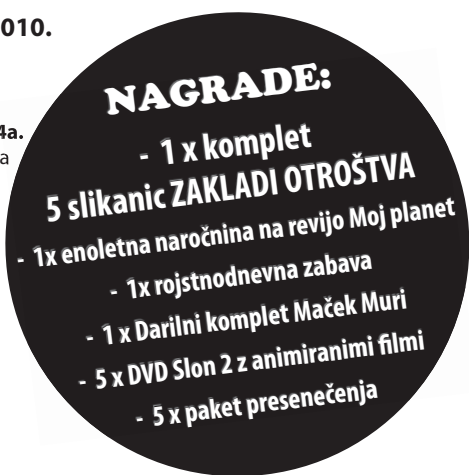 010.
4a.
a
NAGRADE:
- 1 x komplet
5 slikanic ZAKLADI OTROŠTVA
- 1x enoletna naročnina na revijo Moj planet
- 1x rojstnodnevna zabava
- 1 x Darilni komplet Maček Muri
- 5 x DVD Slon 2 z animiranimi filmi
- 5 x paket presenečenja